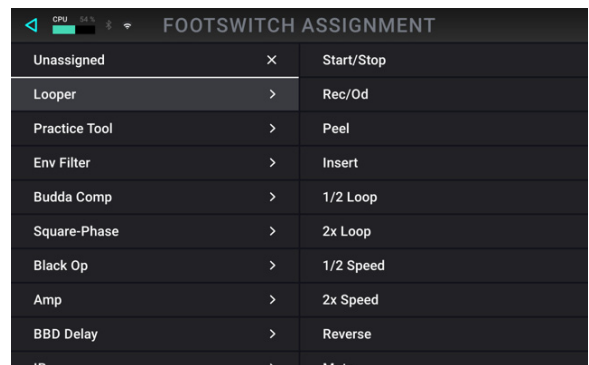 CPU 54 %
FOOTSWITCH ASSIGNMENT
Unassigned
Looper
Practice Tool
Env Filter
Budda Comp
Square-Phase
Black Op
Amp
BBD Delay
Start/Stop
Rec/Od
Peel
Insert
1/2 Loop
2x Loop
1/2 Speed
2x Speed
Reverse